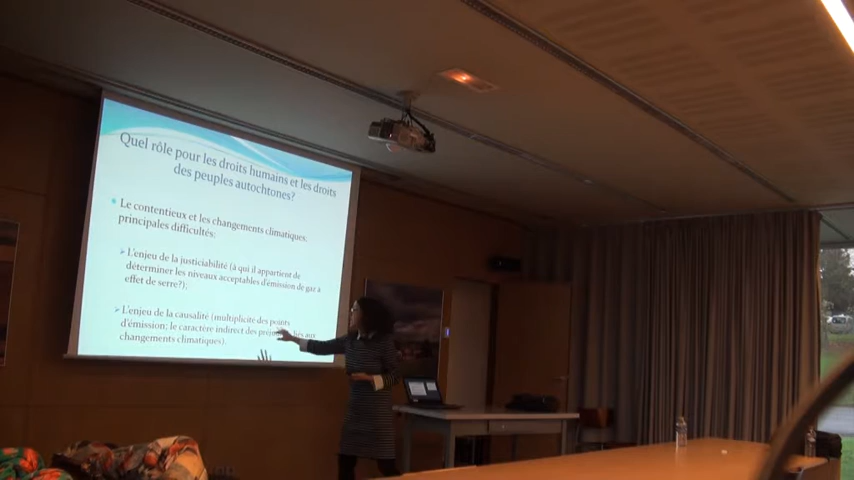 Quel rôle pour les droits humains et les droits
des peuples autochtones?
Le contentieux et les changements climatiques,
principales difficultés:
L'enjeu de la justiciabilité (à qui il appartient de
déterminer les niveaux acceptables d'émission de gaz à
effet de serre?);
L'enjeu de la causalité (multiplicité des points
d'émission; le caractère indirect des liés aux
changements climatiques)